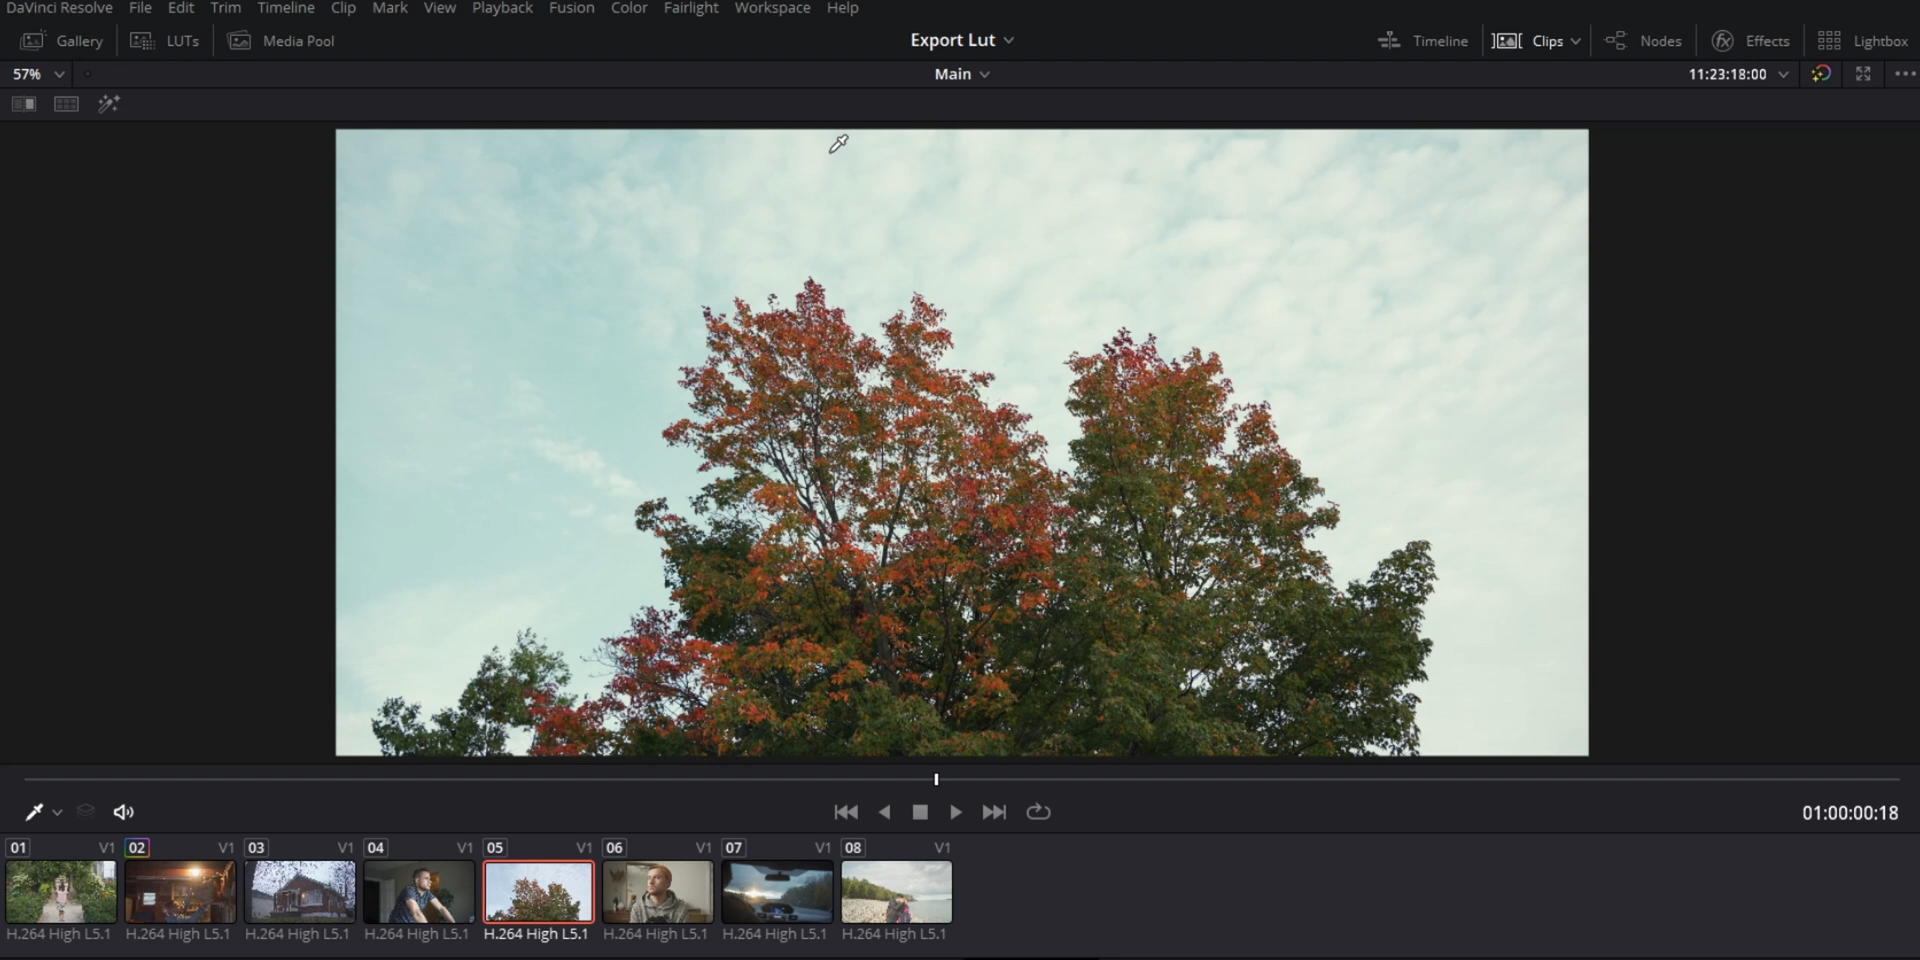 DaVinci Resolve File Edit Trim Timeline Clip Mark View Playback Fusion Color Fairlight Workspace Help
Gallery LUTs Media Pool Export Lut Timeline Clips Nodes Effects Lightbox
57% Main 11:23:18:00
01:00:00:18
01 V1 02 V1 03 V1 04 V1 05 V1 06 V1 07 V1 08 V1
H.264 High L5.1 H.264 High L5.1 H.264 High L5.1 H.264 High L5.1 H.264 High L5.1 H.264 High L5.1 H.264 High L5.1 H.264 High L5.1